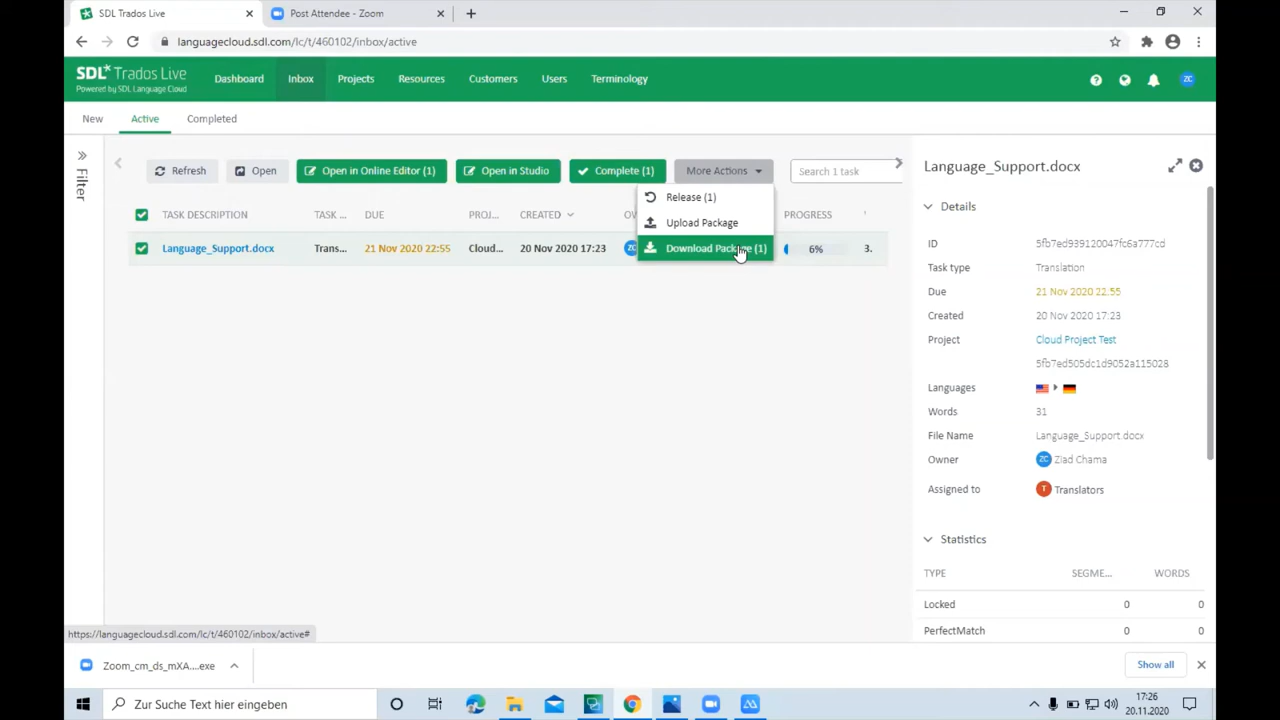 SDL Trados Live
Post Attendee - Zoom
languagecloud.sdl.com/lc/t/460102/inbox/active
SDL* Trados Live
Powered by SDL Language Cloud
Dashboard
Inbox
Projects
Resources
Customers
Users
Terminology
ZC
New
Active
Completed
Filter
Refresh
Open
Open in Online Editor (1)
Open in Studio
Complete (1)
More Actions
Search 1 task
Release (1)
Upload Package
Download Package (1)
TASK DESCRIPTION
TASK ...
DUE
PROJ...
CREATED
OV
PROGRESS
Language_Support.docx
Trans...
21 Nov 2020 22:55
Cloud...
20 Nov 2020 17:23
ZC
6%
3.
Language_Support.docx
Details
ID 5fb7ed939120047fc6a777cd
Task type Translation
Due 21 Nov 2020 22:55
Created 20 Nov 2020 17:23
Project Cloud Project Test
5fb7ed505dc1d9052a115028
Languages
Words 31
File Name Language_Support.docx
Owner ZC Ziad Chama
Assigned to T Translators
Statistics
TYPE SEGME... WORDS
Locked 0 0
PerfectMatch 0 0
https://languagecloud.sdl.com/lc/t/460102/inbox/active#
Zoom_cm_ds_mXA....exe
Show all
Zur Suche Text hier eingeben
17:26
20.11.2020